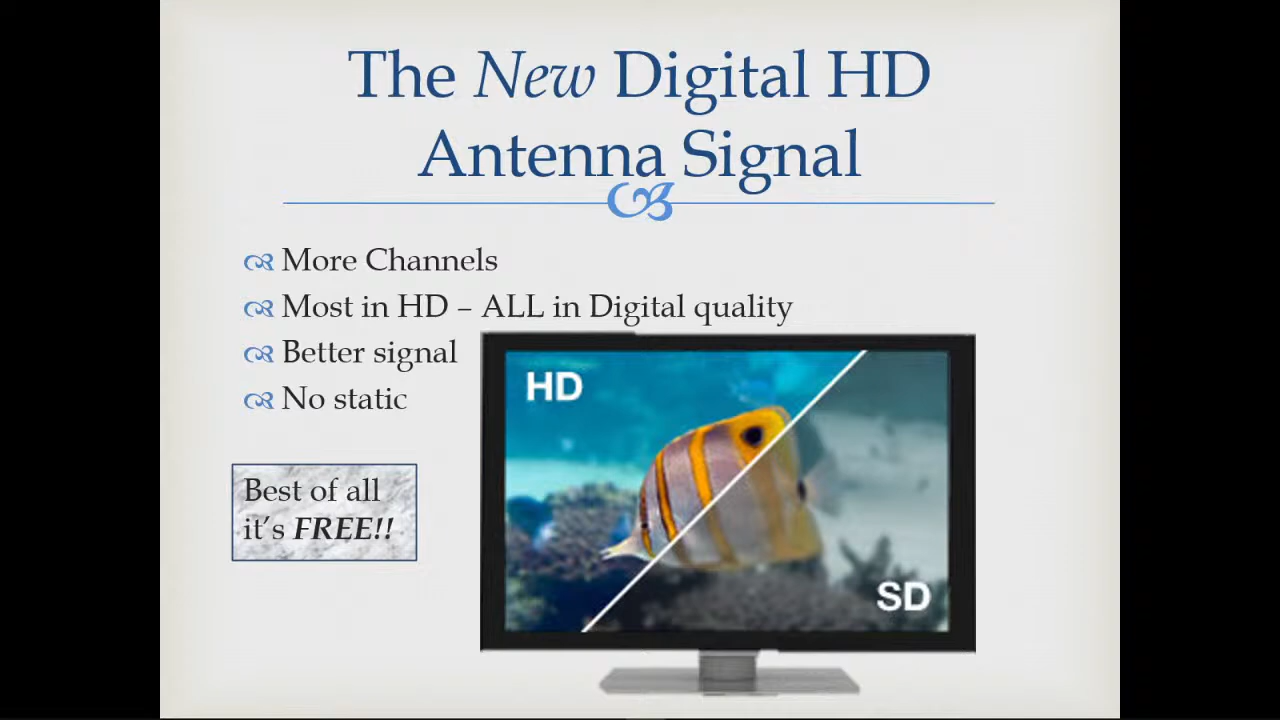 The New Digital HD
Antenna Signal
More Channels
Most in HD – ALL in Digital quality
Better signal
No static
HD
SD
Best of all
it's FREE!!